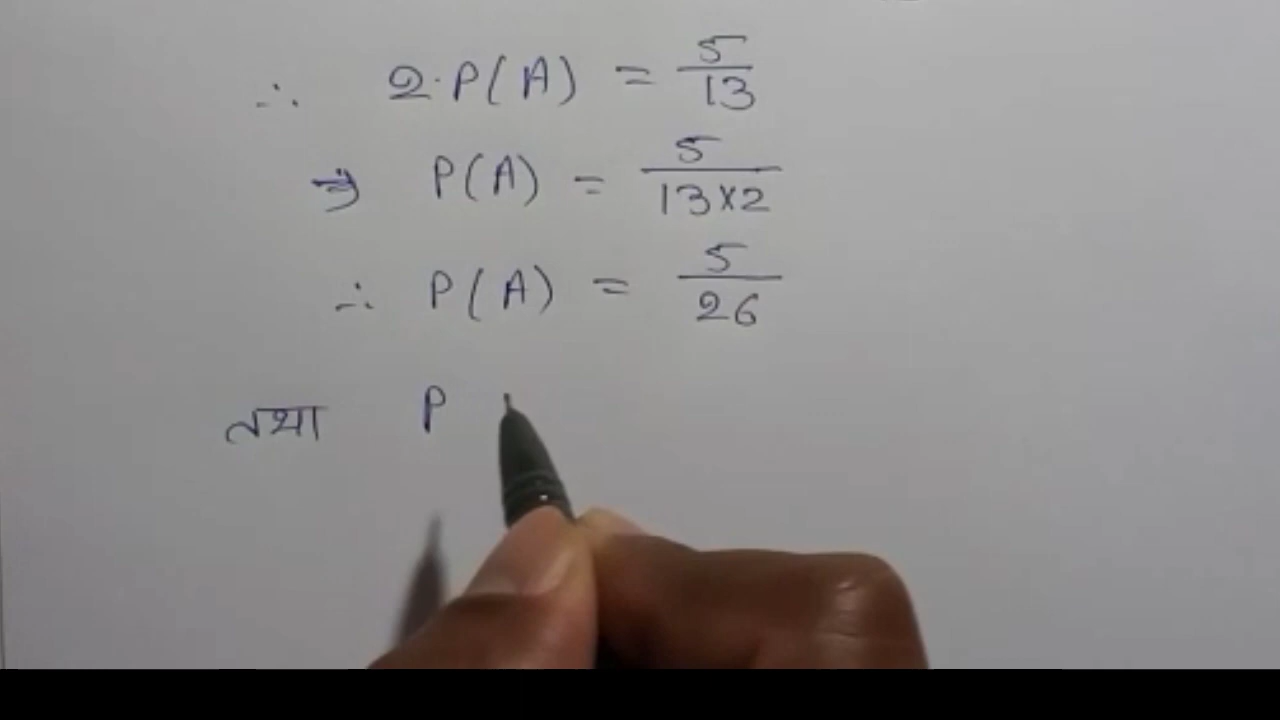 ∴ 2·P(A) = 5/13
⇒ P(A) = 5/13×2
∴ P(A) = 5/26
तथा P